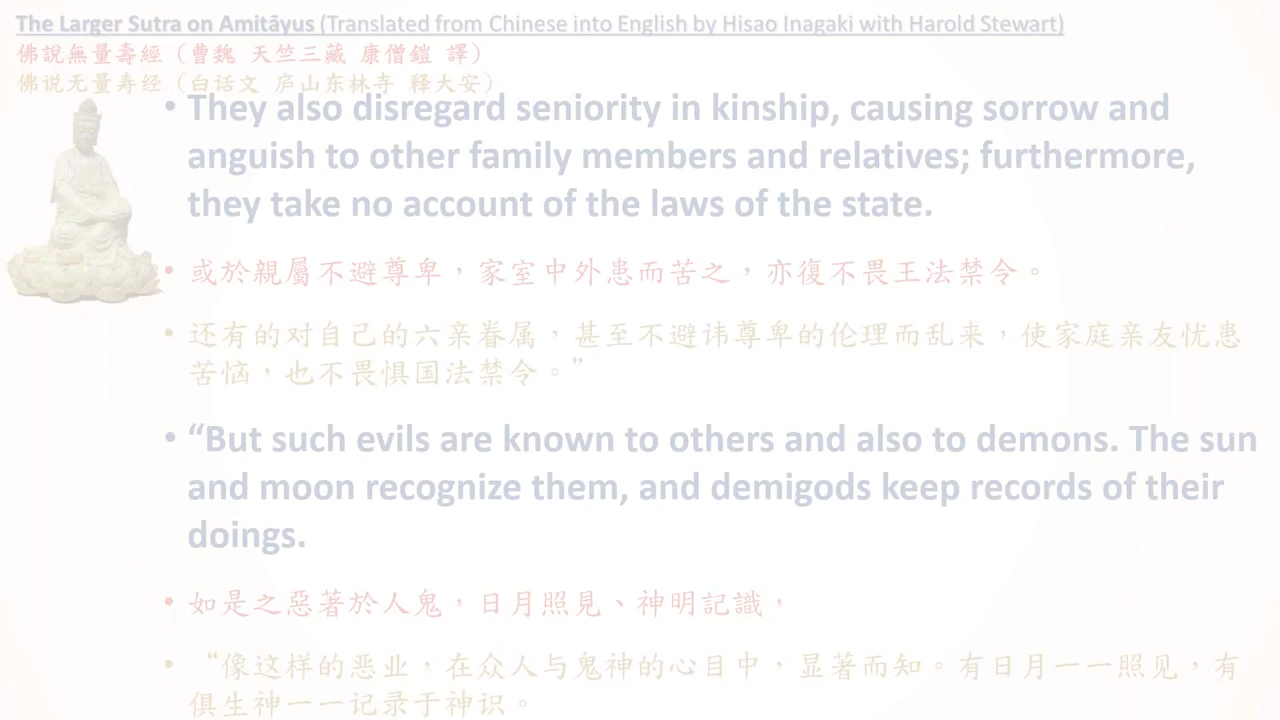 The Larger Sutra on Amitāyus (Translated from Chinese into English by Hisao Inagaki with Harold Stewart)
佛說無量壽經（曹魏 天竺三藏 康僧鎧 譯）
佛说无量寿经（白话文 庐山东林寺 释大安）
• They also disregard seniority in kinship, causing sorrow and
anguish to other family members and relatives; furthermore,
they take no account of the laws of the state.
• 或於親屬不避尊卑，家室中外患而苦之，亦復不畏王法禁令。
• 还有的对自己的六亲眷属，甚至不避讳尊卑的伦理而乱来，使家庭亲友忧患
苦恼，也不畏惧国法禁令。”
• “But such evils are known to others and also to demons. The sun
and moon recognize them, and demigods keep records of their
doings.
• 如是之惡著於人鬼，日月照見、神明記識，
• “像这样的恶业，在众人与鬼神的心目中，显著而知。有日月一一照见，有
俱生神一一记录于神识。